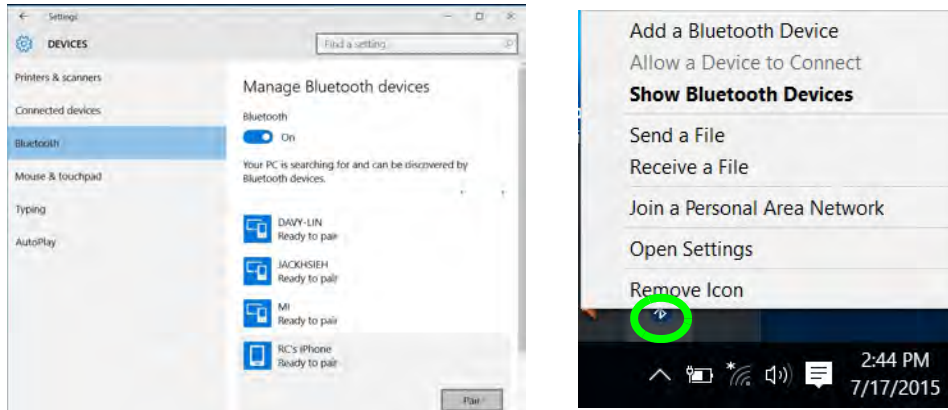 Settings
DEVICES
Find a setting
Printers & scanners
Connected devices
Bluetooth
Mouse & touchpad
Typing
AutoPlay
Manage Bluetooth devices
Bluetooth
On
Your PC is searching for and can be discovered by
Bluetooth devices.
DAVY-LIN
Ready to pair
JACKHSIEH
Ready to pair
MI
Ready to pair
RC's iPhone
Ready to pair
Pair
Add a Bluetooth Device
Allow a Device to Connect
Show Bluetooth Devices
Send a File
Receive a File
Join a Personal Area Network
Open Settings
Remove Icon
2:44 PM
7/17/2015